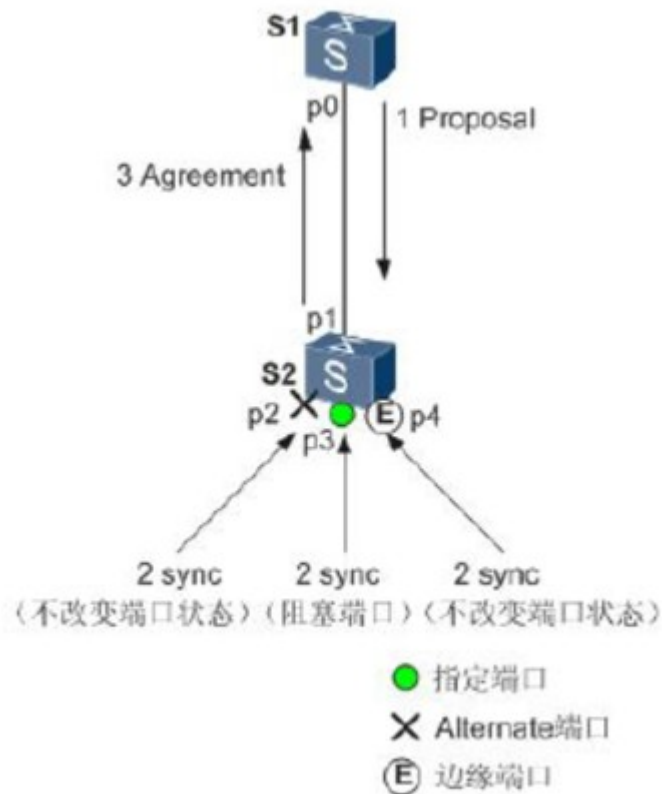 S1
S
p0
1 Proposal
3 Agreement
p1
S2
S
p2
p3
E
p4
2 sync
2 sync
2 sync
（不改变端口状态）
（阻塞端口）
（不改变端口状态）
指定端口
Alternate端口
E 边缘端口